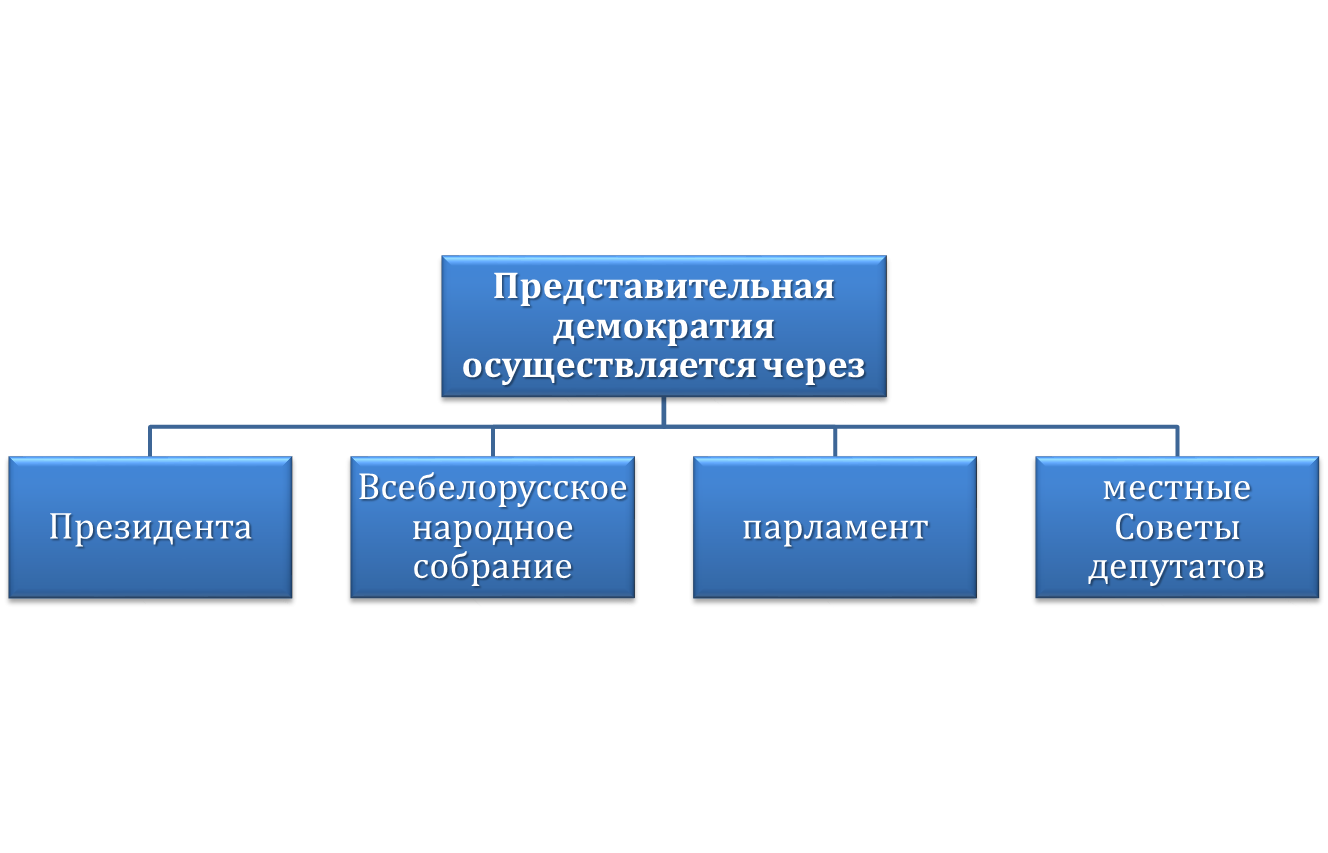 Представительная
демократия
осуществляется через
Президента
Всебелорусское
народное
собрание
парламент
местные
Советы
депутатов